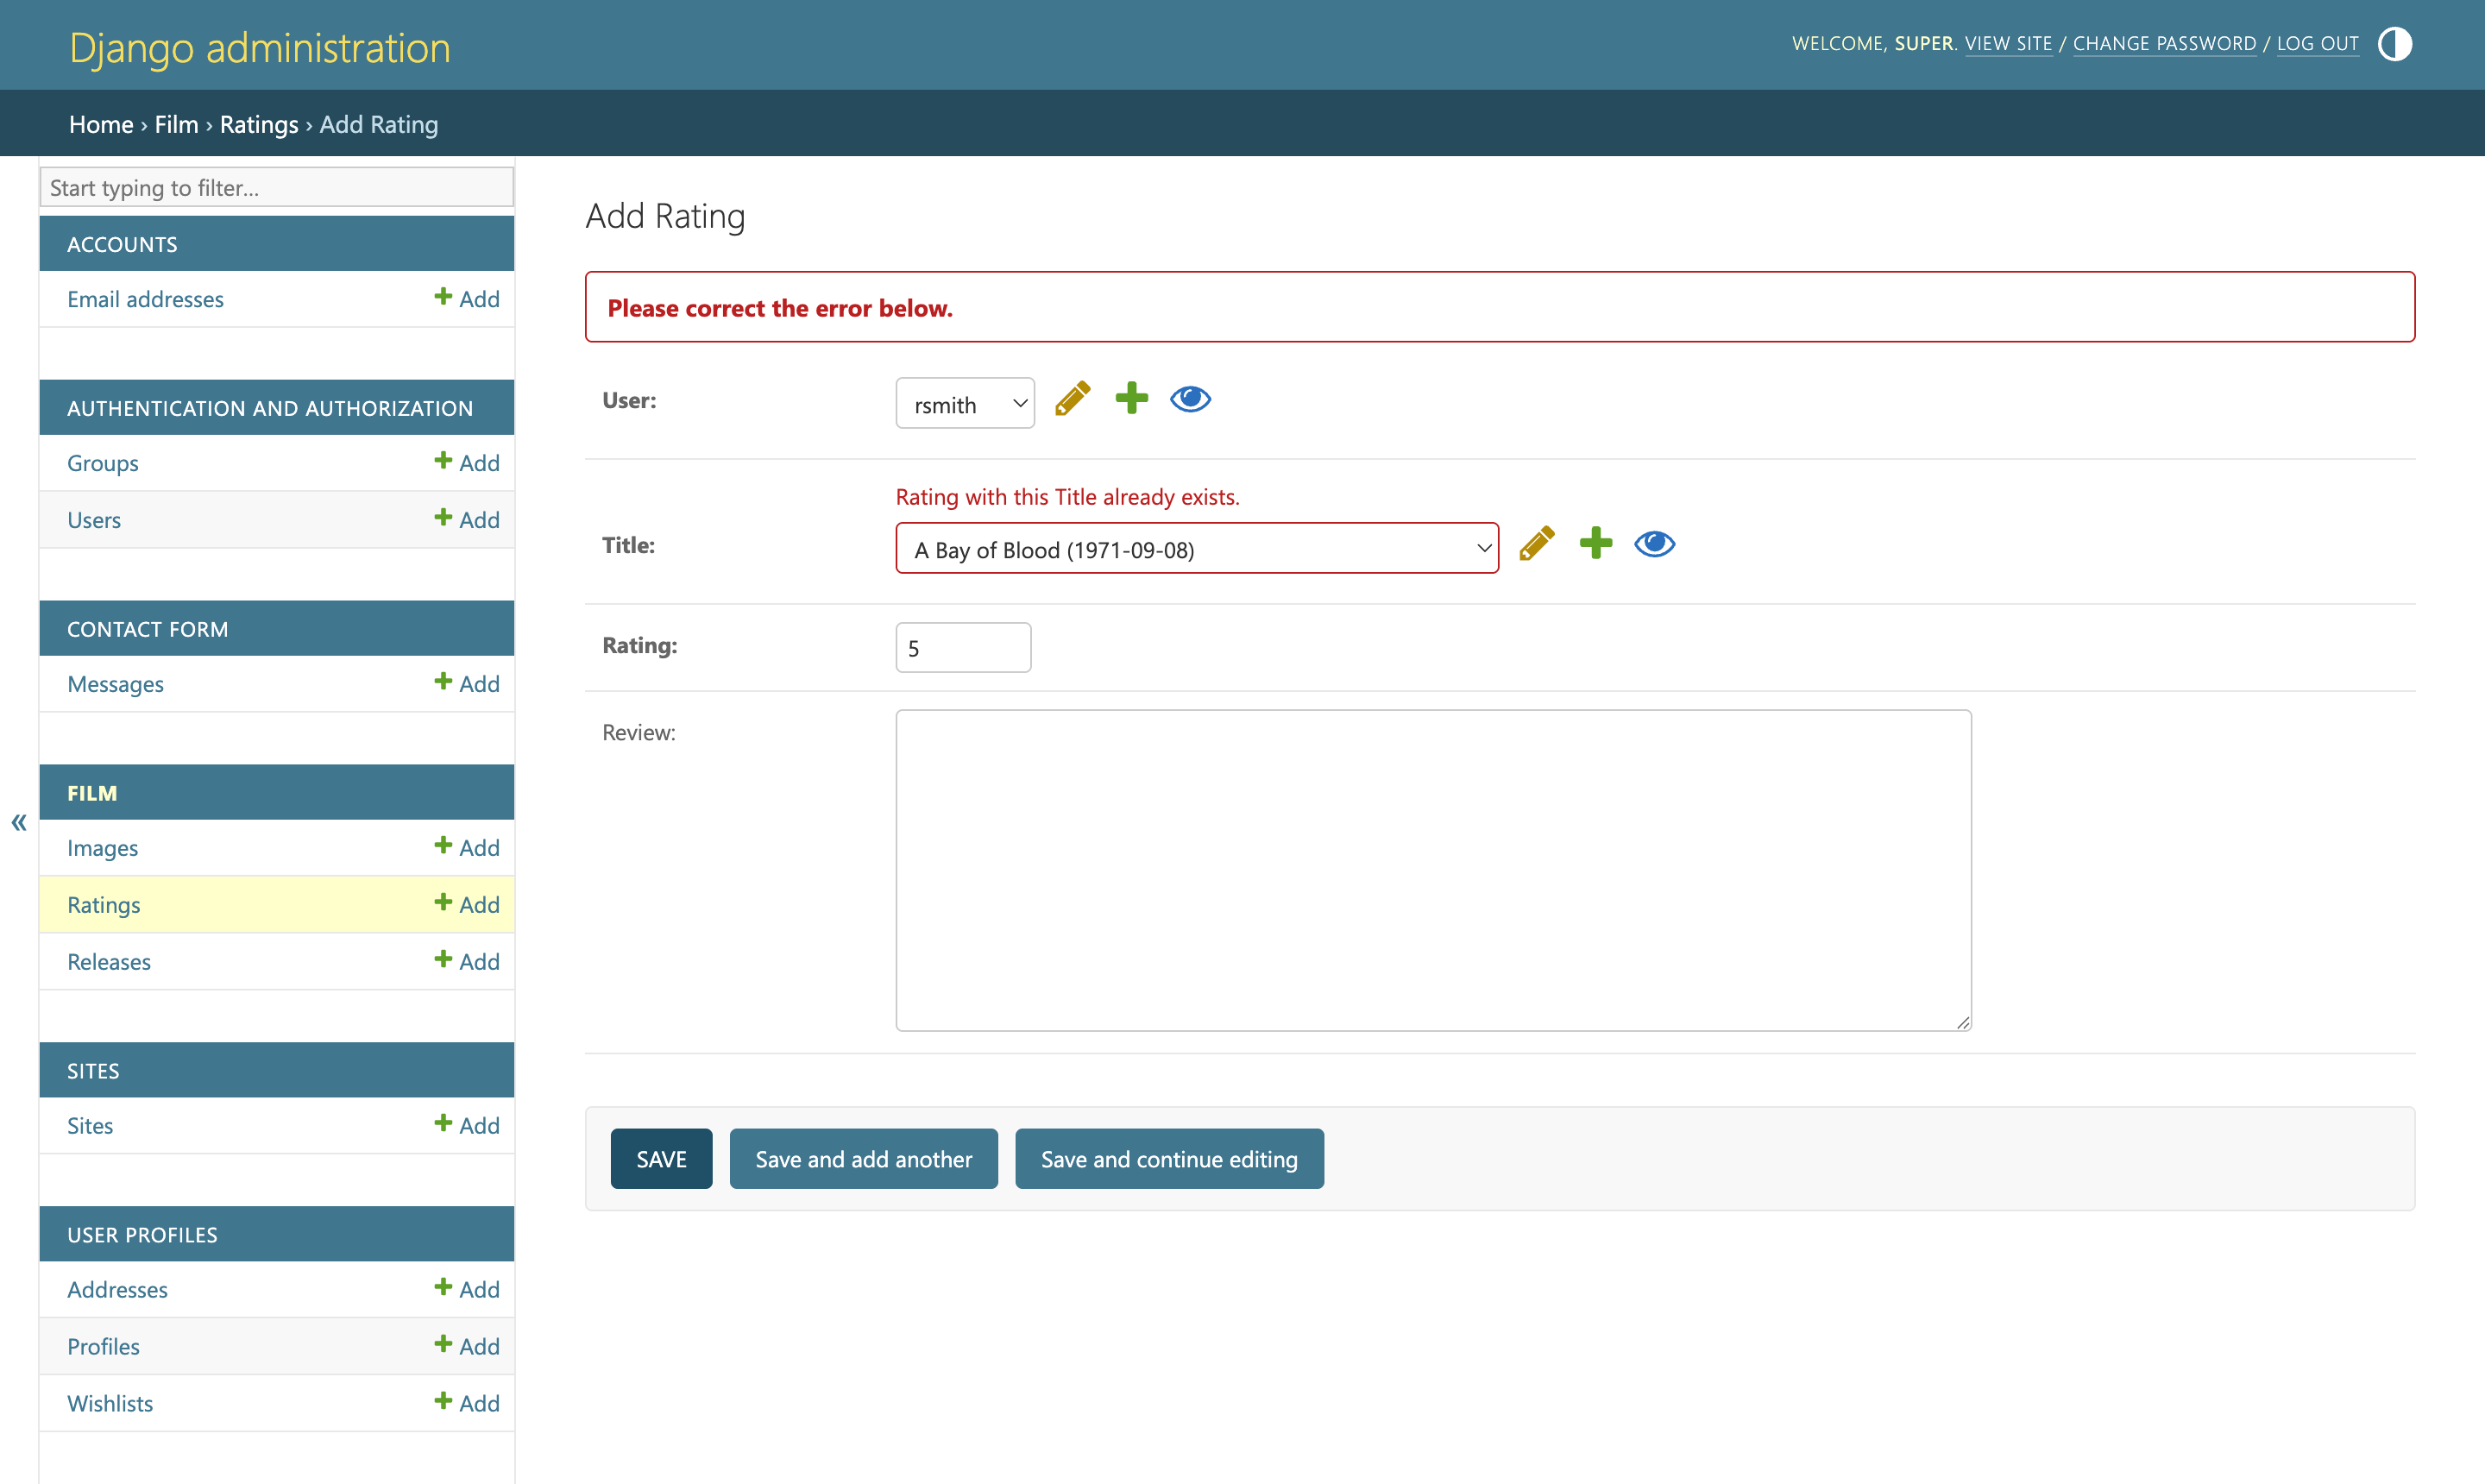 Django administration
WELCOME, SUPER. VIEW SITE / CHANGE PASSWORD / LOG OUT
Home › Film › Ratings › Add Rating
Start typing to filter...
ACCOUNTS
Email addresses + Add
AUTHENTICATION AND AUTHORIZATION
Groups + Add
Users + Add
CONTACT FORM
Messages + Add
FILM
Images + Add
Ratings + Add
Releases + Add
SITES
Sites + Add
USER PROFILES
Addresses + Add
Profiles + Add
Wishlists + Add
«
Add Rating
Please correct the error below.
User: rsmith
Rating with this Title already exists.
Title: A Bay of Blood (1971-09-08)
Rating: 5
Review:
SAVE Save and add another Save and continue editing